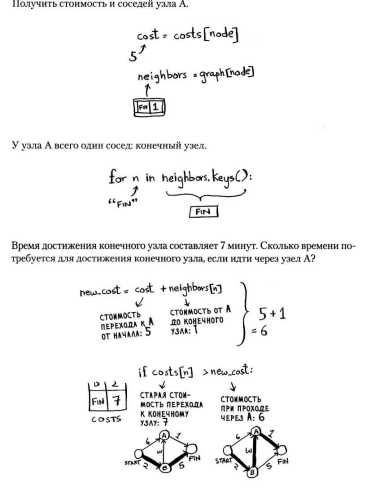 Получить стоимость и соседей узла A.
cost = costs[node]
5
neighbors = graph[node]
FIN 1
У узла A всего один сосед: конечный узел.
for n in neighbors.keys():
"FIN"
FIN
Время достижения конечного узла составляет 7 минут. Сколько времени по-
требуется для достижения конечного узла, если идти через узел A?
new_cost = cost + neighbors[n]
СТОИМОСТЬ
ПЕРЕХОДА К A
ОТ НАЧАЛА: 5
СТОИМОСТЬ ОТ A
ДО КОНЕЧНОГО
УЗЛА: 1
5 + 1
= 6
if costs[n] > new_cost:
FIN 7
COSTS
СТАРАЯ СТОИ-
МОСТЬ ПЕРЕХОДА
К КОНЕЧНОМУ
УЗЛУ: 7
СТОИМОСТЬ
ПРИ ПРОХОДЕ
ЧЕРЕЗ A: 6
START 6 A 1 3 2 B 5 FIN
START 6 A 1 3 2 B 5 FIN